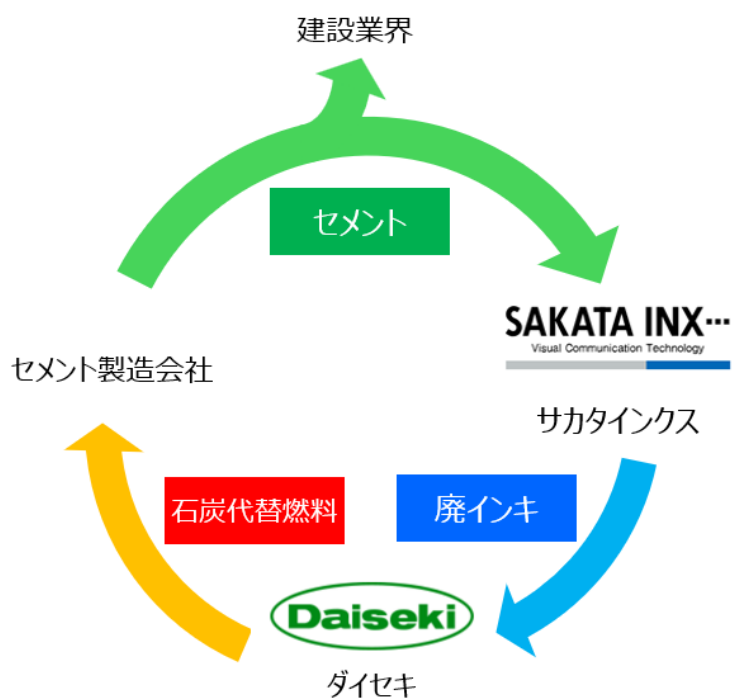 建設業界
セメント
SAKATA INX...
Visual Communication Technology
セメント製造会社
サカタインクス
石炭代替燃料
廃インキ
Daiseki
ダイセキ